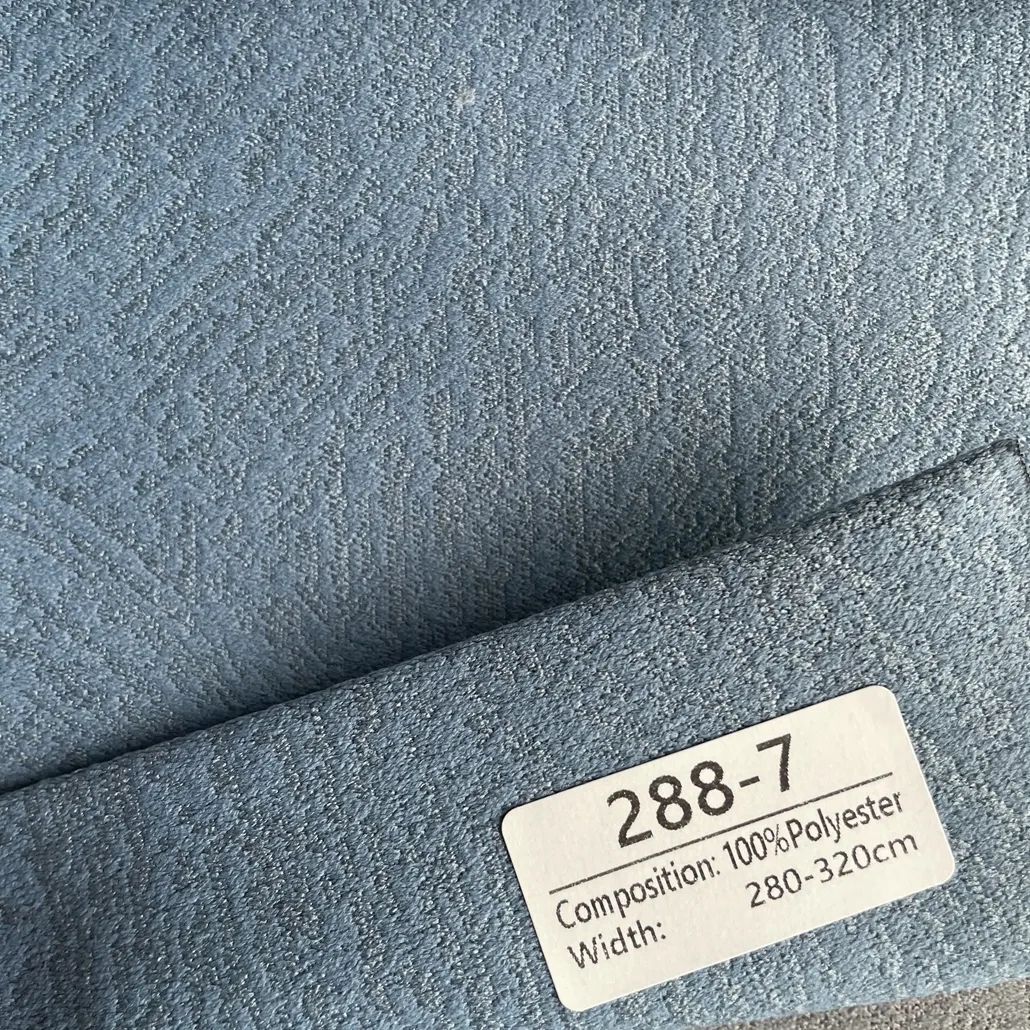 288-7
Composition: 100%Polyester
Width: 280-320cm